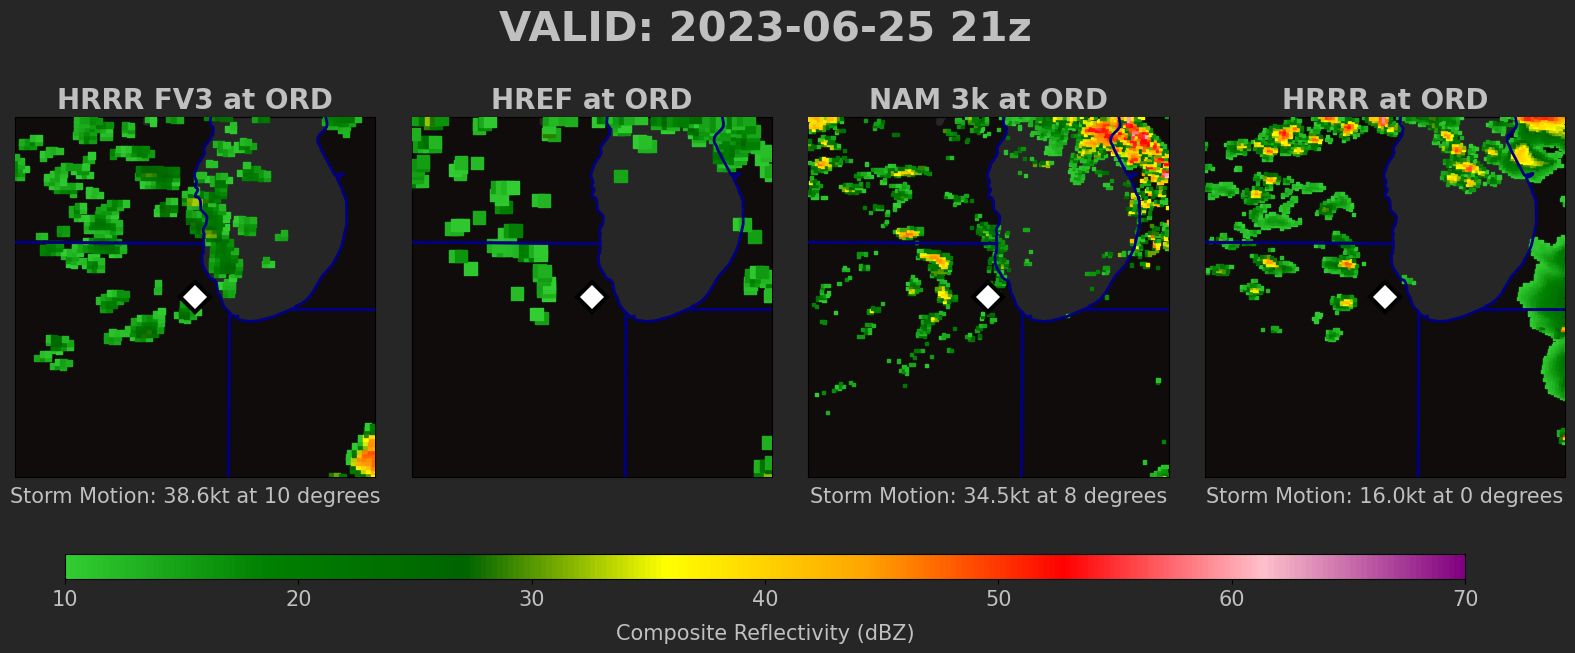 VALID: 2023-06-25 21z
HRRR FV3 at ORD
HREF at ORD
NAM 3k at ORD
HRRR at ORD
Storm Motion: 38.6kt at 10 degrees
Storm Motion: 34.5kt at 8 degrees
Storm Motion: 16.0kt at 0 degrees
10 20 30 40 50 60 70
Composite Reflectivity (dBZ)